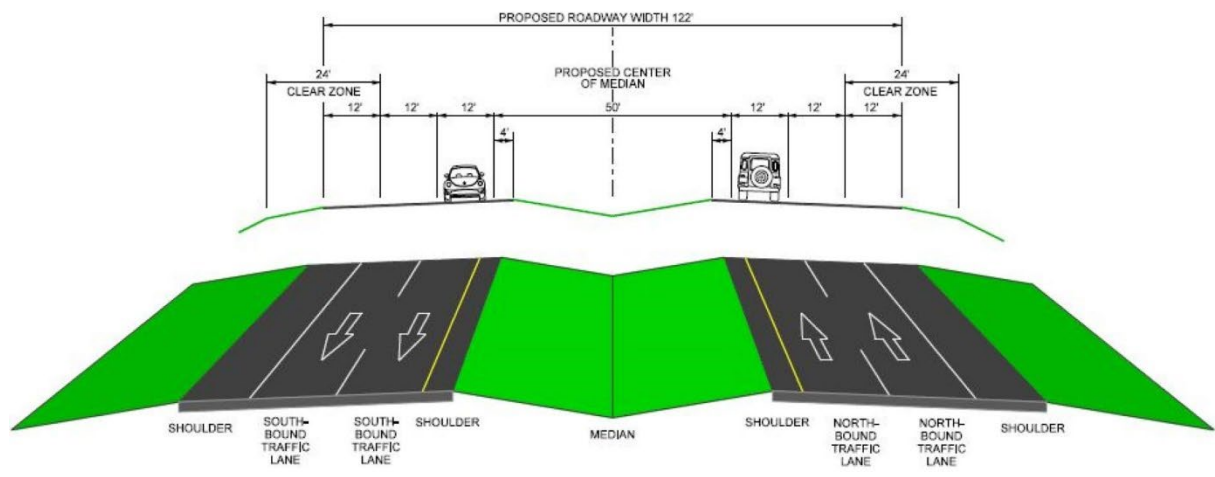 PROPOSED ROADWAY WIDTH 122'
24'
CLEAR ZONE
PROPOSED CENTER
OF MEDIAN
24'
CLEAR ZONE
12' 12' 12' 50' 12' 12' 12'
4' 4'
SHOULDER
SOUTH-
BOUND
TRAFFIC
LANE
SOUTH-
BOUND
TRAFFIC
LANE
SHOULDER
MEDIAN
SHOULDER
NORTH-
BOUND
TRAFFIC
LANE
NORTH-
BOUND
TRAFFIC
LANE
SHOULDER